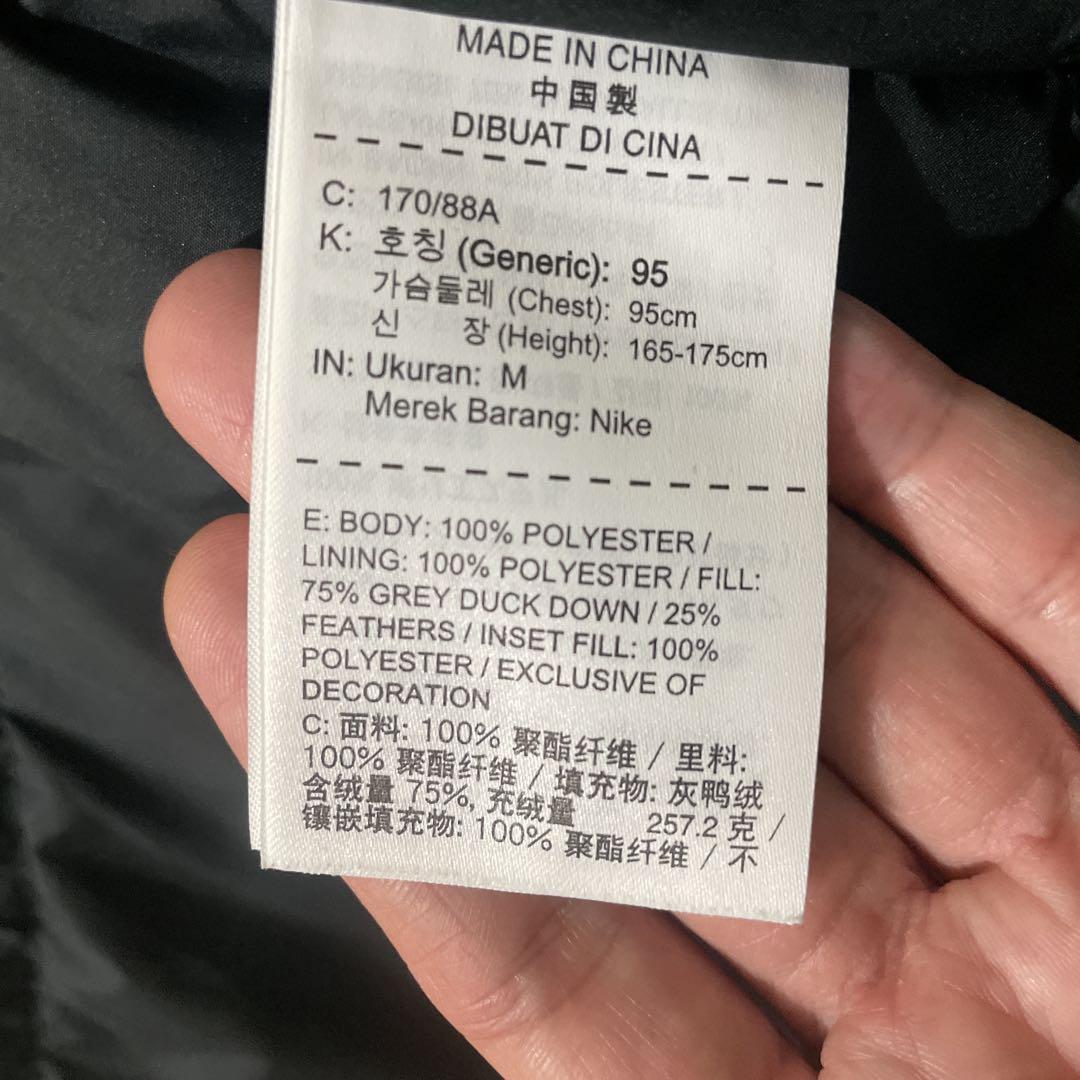 MADE IN CHINA
中国製
DIBUAT DI CINA
C: 170/88A
K: 호칭 (Generic): 95
가슴둘레 (Chest): 95cm
신 장 (Height): 165-175cm
IN: Ukuran: M
Merek Barang: Nike
E: BODY: 100% POLYESTER /
LINING: 100% POLYESTER / FILL:
75% GREY DUCK DOWN / 25%
FEATHERS / INSET FILL: 100%
POLYESTER / EXCLUSIVE OF
DECORATION
C: 面料: 100% 聚酯纤维 / 里料:
100% 聚酯纤维 / 填充物: 灰鸭绒
含绒量 75%, 充绒量 257.2 克 /
镶嵌填充物: 100% 聚酯纤维 / 不